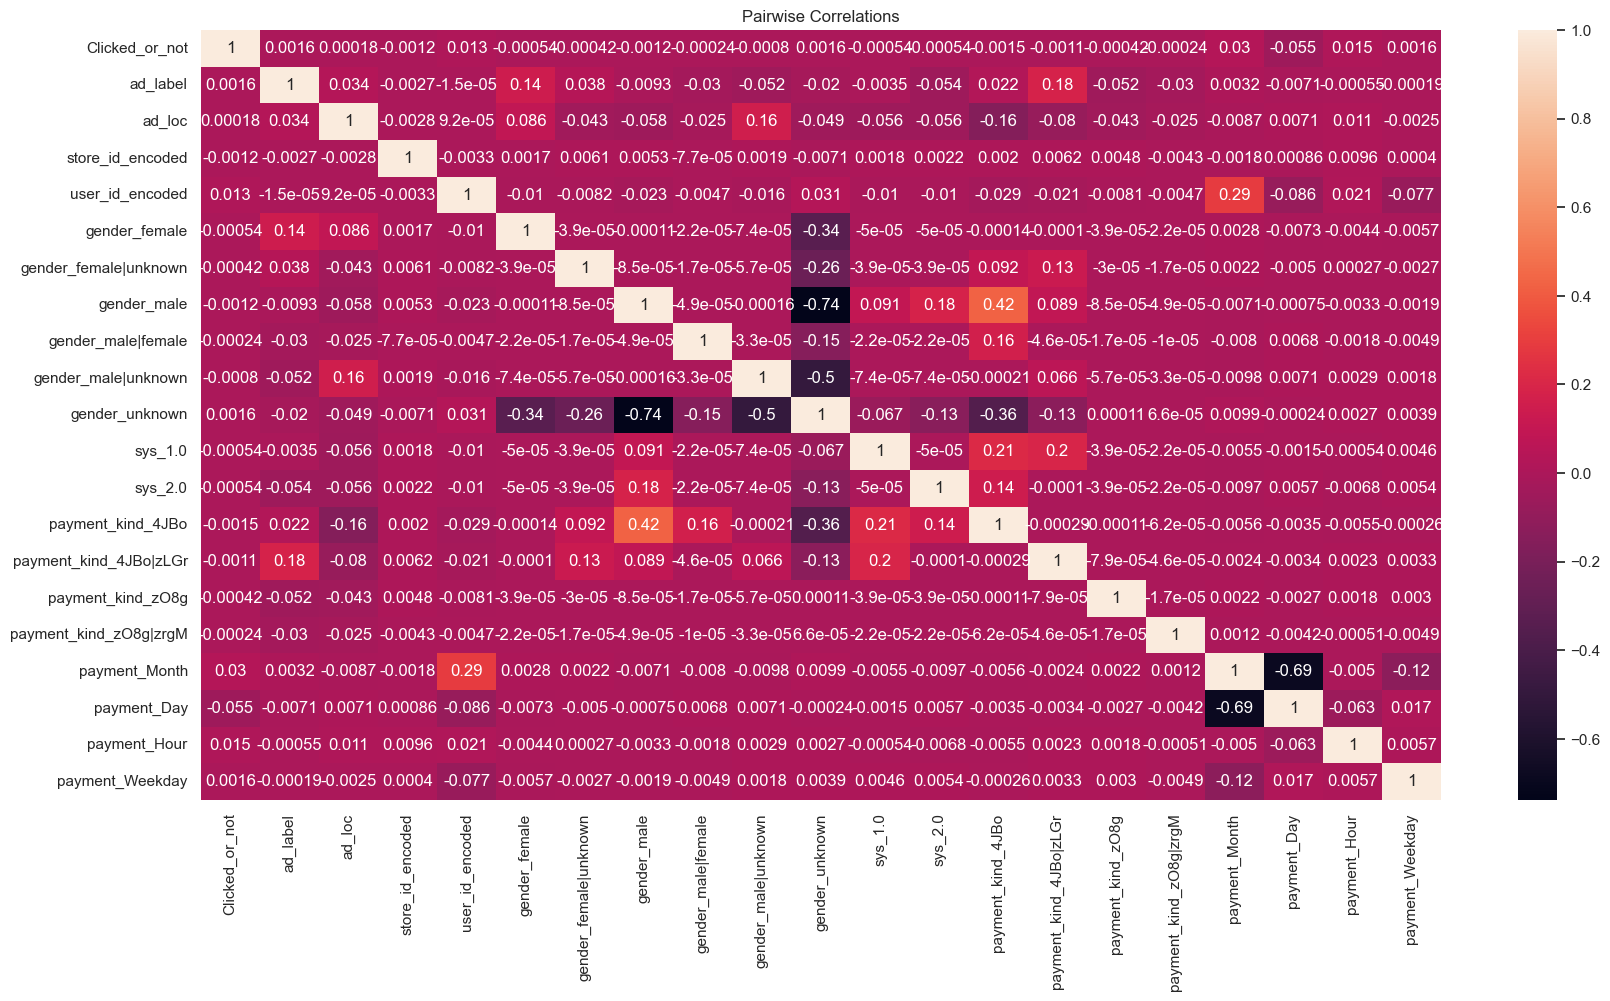 Pairwise Correlations
Clicked_or_not 1 0.0016 0.00018 -0.0012 0.013 -0.00054 -0.00042 -0.0012 -0.00024 -0.0008 0.0016 -0.00054 -0.00054 -0.0015 -0.0011 -0.00042 -0.00024 0.03 -0.055 0.015 0.0016
ad_label 0.0016 1 0.034 -0.0027 -1.5e-05 0.14 0.038 -0.0093 -0.03 -0.052 -0.02 -0.0035 -0.054 0.022 0.18 -0.052 -0.03 0.0032 -0.0071 -0.00055 -0.00019
ad_loc 0.00018 0.034 1 -0.0028 9.2e-05 0.086 -0.043 -0.058 -0.025 0.16 -0.049 -0.056 -0.056 -0.16 -0.08 -0.043 -0.025 -0.0087 0.0071 0.011 -0.0025
store_id_encoded -0.0012 -0.0027 -0.0028 1 -0.0033 0.0017 0.0061 0.0053 -7.7e-05 0.0019 -0.0071 0.0018 0.0022 0.002 0.0062 0.0048 -0.0043 -0.0018 0.00086 0.0096 0.0004
user_id_encoded 0.013 -1.5e-05 9.2e-05 -0.0033 1 -0.01 -0.0082 -0.023 -0.0047 -0.016 0.031 -0.01 -0.01 -0.029 -0.021 -0.0081 -0.0047 0.29 -0.086 0.021 -0.077
gender_female -0.00054 0.14 0.086 0.0017 -0.01 1 -3.9e-05 -0.00011 -2.2e-05 -7.4e-05 -0.34 -5e-05 -5e-05 -0.00014 -0.0001 -3.9e-05 -2.2e-05 0.0028 -0.0073 -0.0044 -0.0057
gender_female|unknown -0.00042 0.038 -0.043 0.0061 -0.0082 -3.9e-05 1 -8.5e-05 -1.7e-05 -5.7e-05 -0.26 -3.9e-05 -3.9e-05 0.092 0.13 -3e-05 -1.7e-05 0.0022 -0.005 0.00027 -0.0027
gender_male -0.0012 -0.0093 -0.058 0.0053 -0.023 -0.00011 -8.5e-05 1 -4.9e-05 -0.00016 -0.74 0.091 0.18 0.42 0.089 -8.5e-05 -4.9e-05 -0.0071 -0.00075 -0.0033 -0.0019
gender_male|female -0.00024 -0.03 -0.025 -7.7e-05 -0.0047 -2.2e-05 -1.7e-05 -4.9e-05 1 -3.3e-05 -0.15 -2.2e-05 -2.2e-05 0.16 -4.6e-05 -1.7e-05 -1e-05 -0.008 0.0068 -0.0018 -0.0049
gender_male|unknown -0.0008 -0.052 0.16 0.0019 -0.016 -7.4e-05 -5.7e-05 -0.00016 -3.3e-05 1 -0.5 -7.4e-05 -7.4e-05 -0.00021 0.066 -5.7e-05 -3.3e-05 -0.0098 0.0071 0.0029 0.0018
gender_unknown 0.0016 -0.02 -0.049 -0.0071 0.031 -0.34 -0.26 -0.74 -0.15 -0.5 1 -0.067 -0.13 -0.36 -0.13 0.00011 6.6e-05 0.0099 -0.00024 0.0027 0.0039
sys_1.0 -0.00054 -0.0035 -0.056 0.0018 -0.01 -5e-05 -3.9e-05 0.091 -2.2e-05 -7.4e-05 -0.067 1 -5e-05 0.21 0.2 -3.9e-05 -2.2e-05 -0.0055 -0.0015 -0.00054 0.0046
sys_2.0 -0.00054 -0.054 -0.056 0.0022 -0.01 -5e-05 -3.9e-05 0.18 -2.2e-05 -7.4e-05 -0.13 -5e-05 1 0.14 -0.0001 -3.9e-05 -2.2e-05 -0.0097 0.0057 -0.0068 0.0054
payment_kind_4JBo -0.0015 0.022 -0.16 0.002 -0.029 -0.00014 0.092 0.42 0.16 -0.00021 -0.36 0.21 0.14 1 -0.00029 -0.00011 -6.2e-05 -0.0056 -0.0035 -0.0055 -0.00026
payment_kind_4JBo|zLGr -0.0011 0.18 -0.08 0.0062 -0.021 -0.0001 0.13 0.089 -4.6e-05 0.066 -0.13 0.2 -0.0001 -0.00029 1 -7.9e-05 -4.6e-05 -0.0024 -0.0034 0.0023 0.0033
payment_kind_zO8g -0.00042 -0.052 -0.043 0.0048 -0.0081 -3.9e-05 -3e-05 -8.5e-05 -1.7e-05 -5.7e-05 0.00011 -3.9e-05 -3.9e-05 -0.00011 -7.9e-05 1 -1.7e-05 0.0022 -0.0027 0.0018 0.003
payment_kind_zO8g|zrgM -0.00024 -0.03 -0.025 -0.0043 -0.0047 -2.2e-05 -1.7e-05 -4.9e-05 -1e-05 -3.3e-05 6.6e-05 -2.2e-05 -2.2e-05 -6.2e-05 -4.6e-05 -1.7e-05 1 0.0012 -0.0042 -0.00051 -0.0049
payment_Month 0.03 0.0032 -0.0087 -0.0018 0.29 0.0028 0.0022 -0.0071 -0.008 -0.0098 0.0099 -0.0055 -0.0097 -0.0056 -0.0024 0.0022 0.0012 1 -0.69 -0.005 -0.12
payment_Day -0.055 -0.0071 0.0071 0.00086 -0.086 -0.0073 -0.005 -0.00075 0.0068 0.0071 -0.00024 -0.0015 0.0057 -0.0035 -0.0034 -0.0027 -0.0042 -0.69 1 -0.063 0.017
payment_Hour 0.015 -0.00055 0.011 0.0096 0.021 -0.0044 0.00027 -0.0033 -0.0018 0.0029 0.0027 -0.00054 -0.0068 -0.0055 0.0023 0.0018 -0.00051 -0.005 -0.063 1 0.0057
payment_Weekday 0.0016 -0.00019 -0.0025 0.0004 -0.077 -0.0057 -0.0027 -0.0019 -0.0049 0.0018 0.0039 0.0046 0.0054 -0.00026 0.0033 0.003 -0.0049 -0.12 0.017 0.0057 1
Clicked_or_not
ad_label
ad_loc
store_id_encoded
user_id_encoded
gender_female
gender_female|unknown
gender_male
gender_male|female
gender_male|unknown
gender_unknown
sys_1.0
sys_2.0
payment_kind_4JBo
payment_kind_4JBo|zLGr
payment_kind_zO8g
payment_kind_zO8g|zrgM
payment_Month
payment_Day
payment_Hour
payment_Weekday
1.0
0.8
0.6
0.4
0.2
0.0
−0.2
−0.4
−0.6